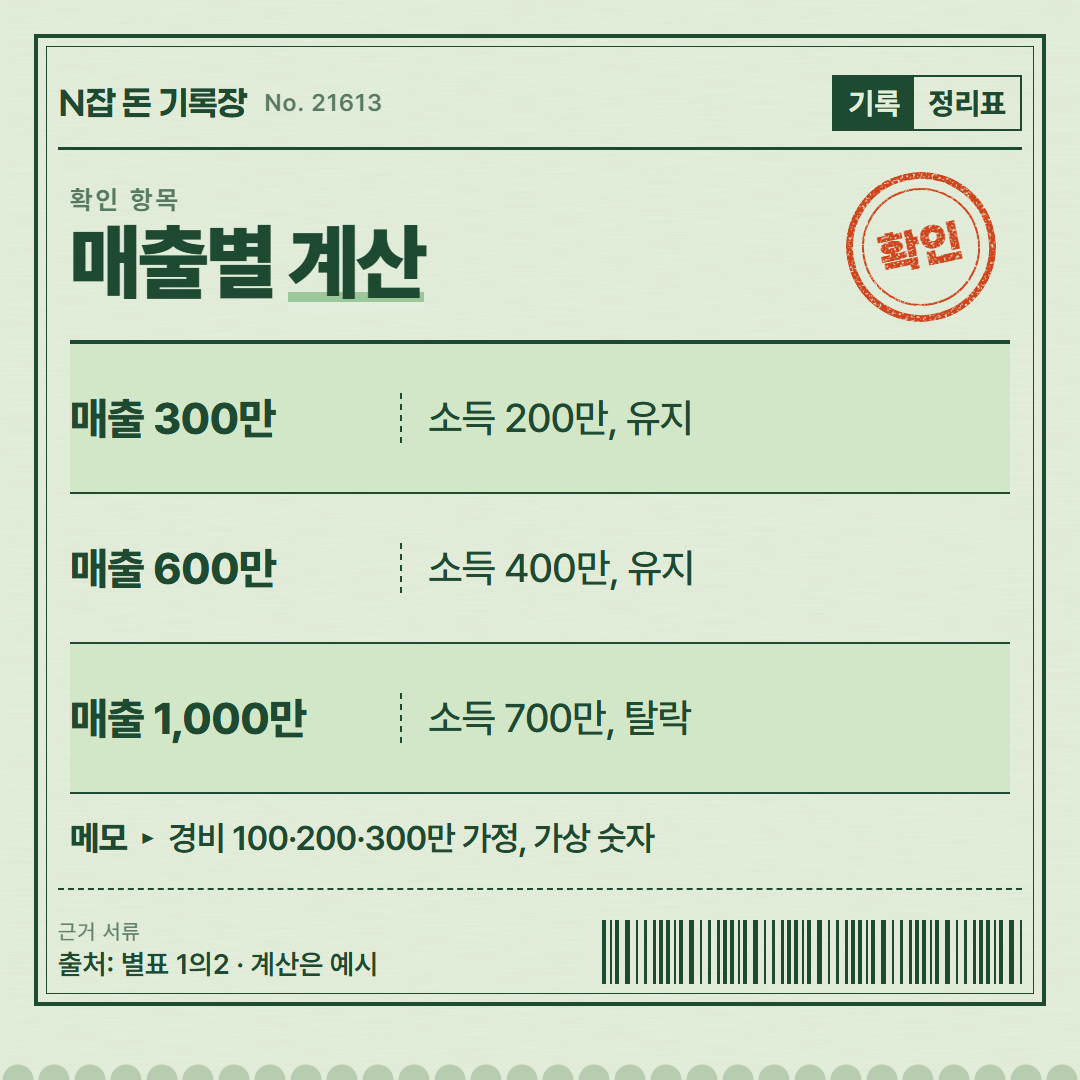 N잡 돈 기록장 No. 21613
기록 정리표
확인 항목
매출별 계산
확인
매출 300만 소득 200만, 유지
매출 600만 소득 400만, 유지
매출 1,000만 소득 700만, 탈락
메모 ▸ 경비 100·200·300만 가정, 가상 숫자
근거 서류
출처: 별표 1의2 · 계산은 예시